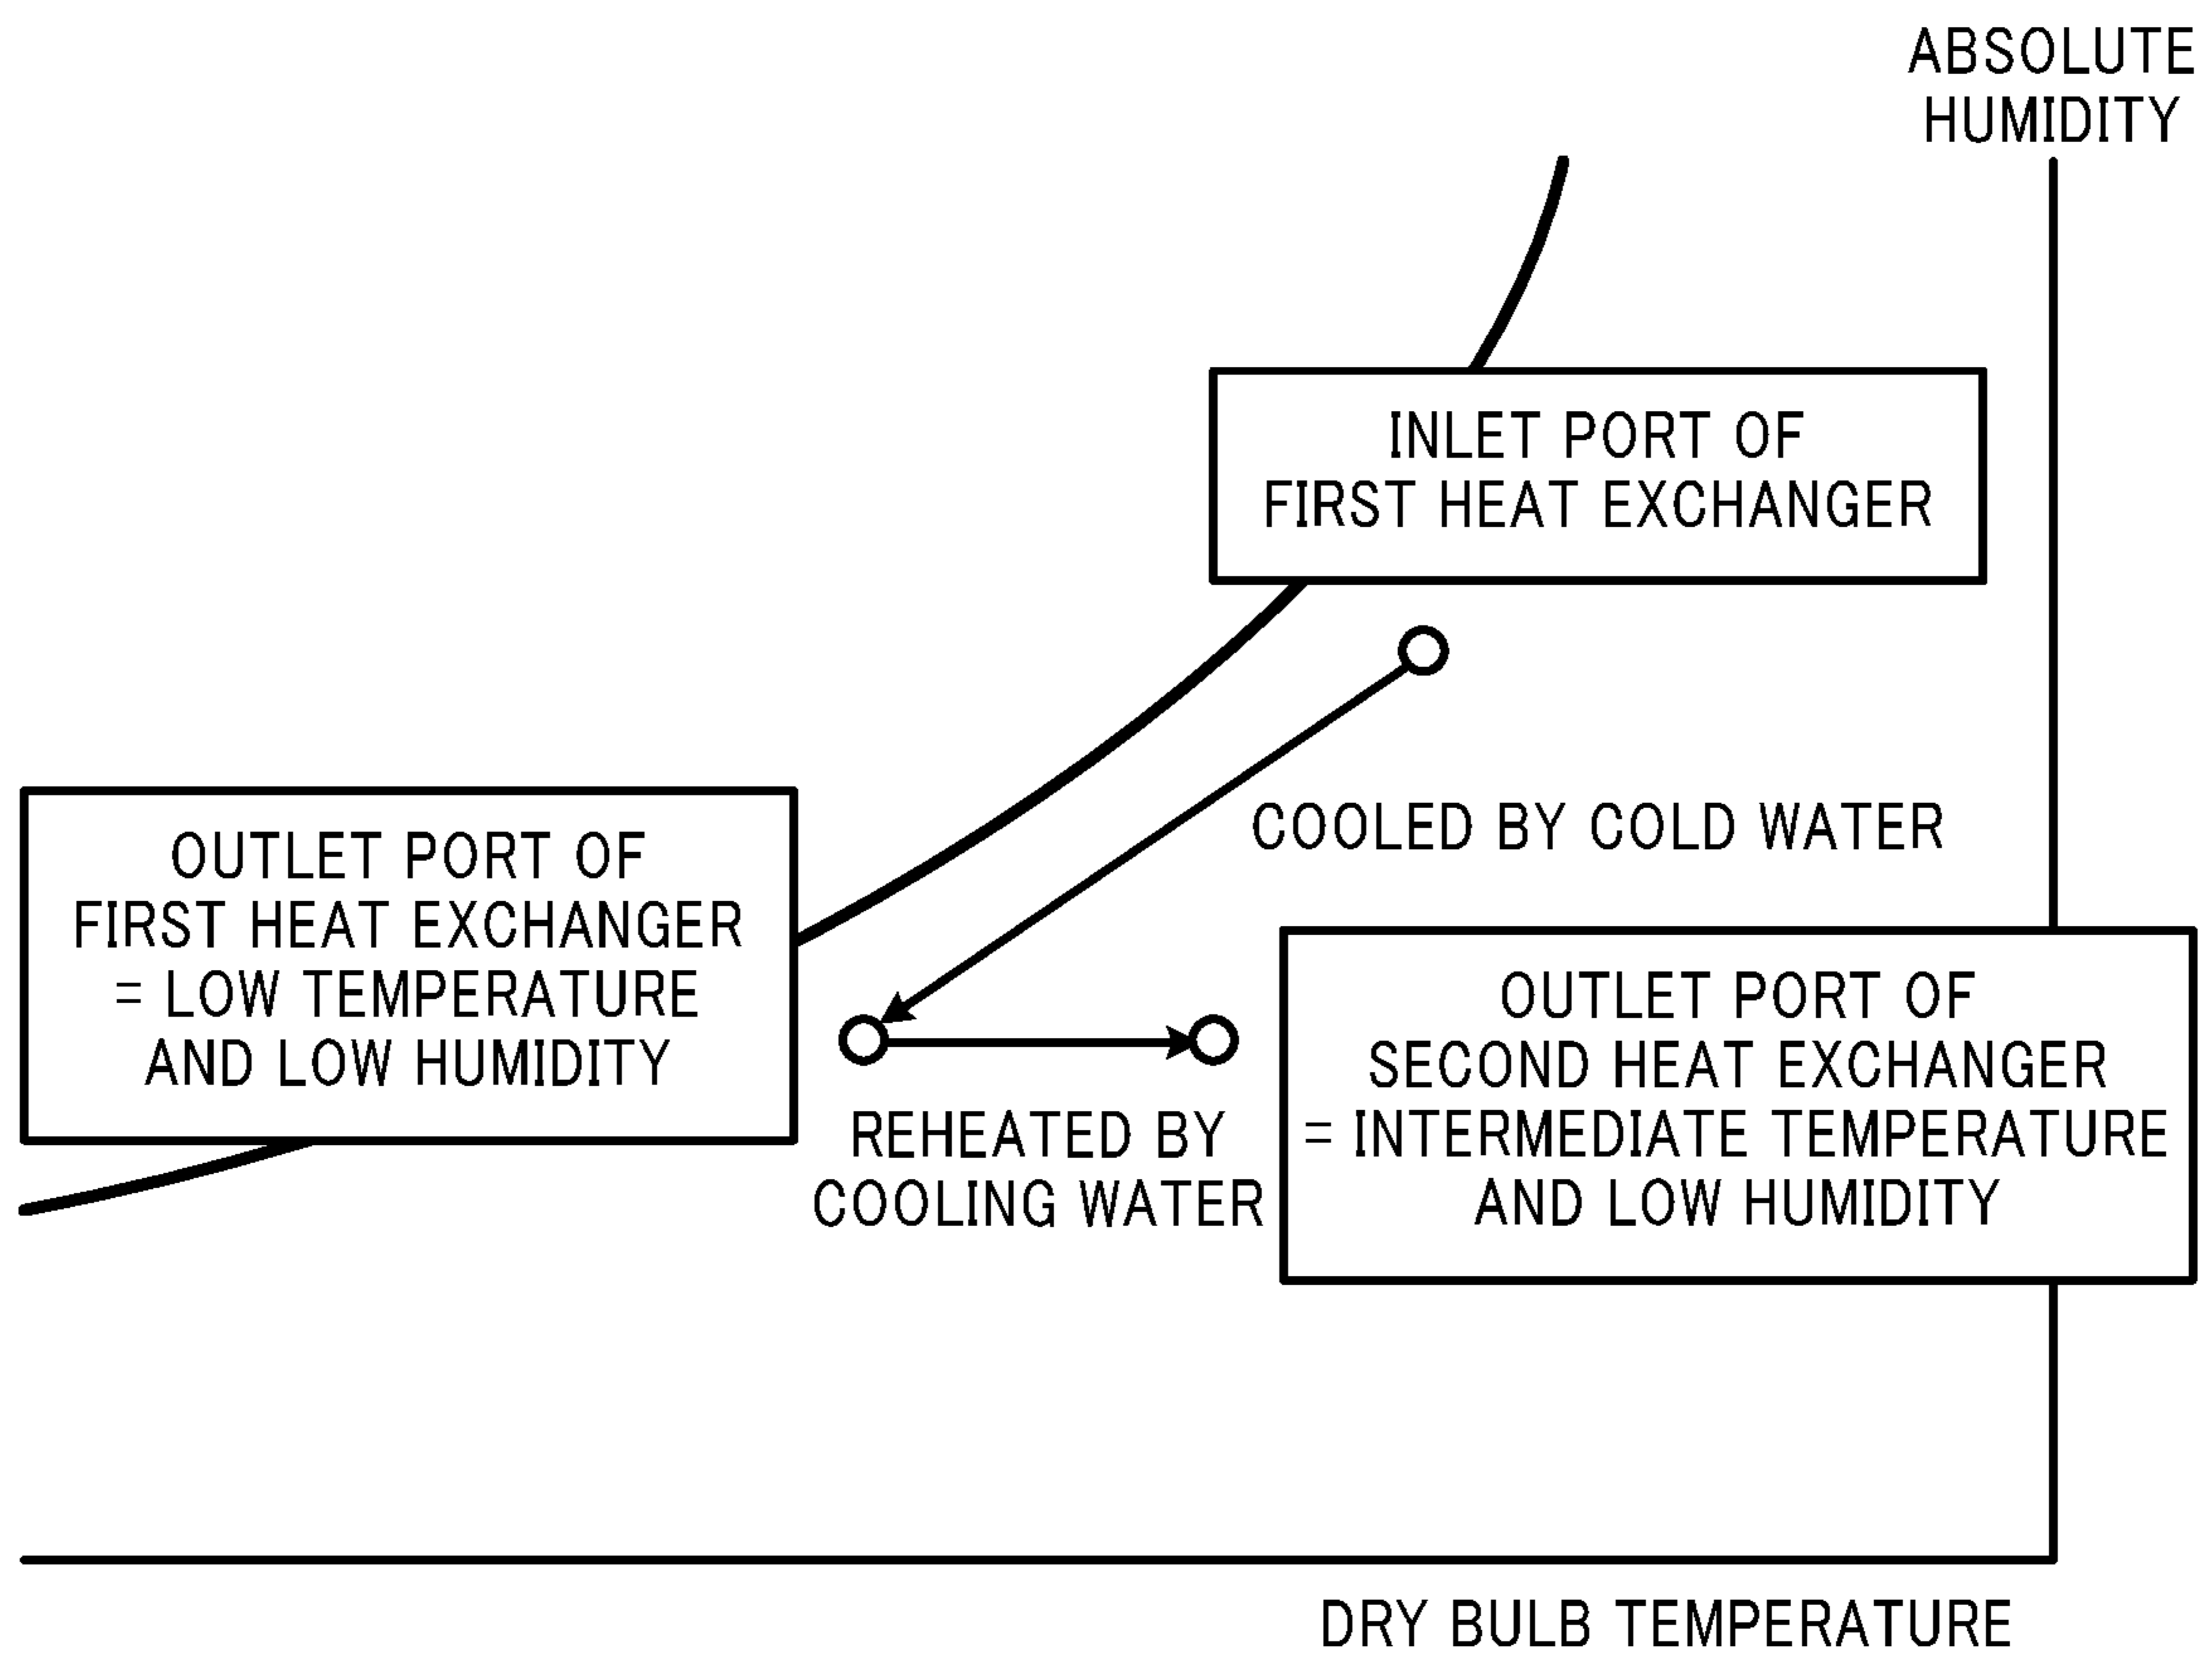 ABSOLUTE
HUMIDITY
INLET PORT OF
FIRST HEAT EXCHANGER
COOLED BY COLD WATER
OUTLET PORT OF
FIRST HEAT EXCHANGER
= LOW TEMPERATURE
AND LOW HUMIDITY
OUTLET PORT OF
SECOND HEAT EXCHANGER
= INTERMEDIATE TEMPERATURE
AND LOW HUMIDITY
REHEATED BY
COOLING WATER
DRY BULB TEMPERATURE